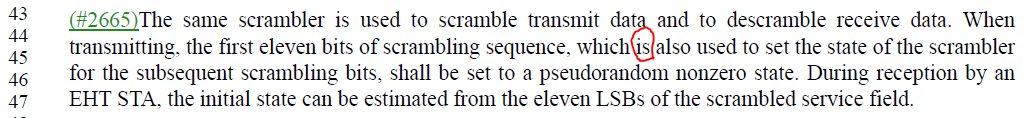 43 (#2665)The same scrambler is used to scramble transmit data and to descramble receive data. When
44
45 transmitting, the first eleven bits of scrambling sequence, which is also used to set the state of the scrambler
46 for the subsequent scrambling bits, shall be set to a pseudorandom nonzero state. During reception by an
47 EHT STA, the initial state can be estimated from the eleven LSBs of the scrambled service field.